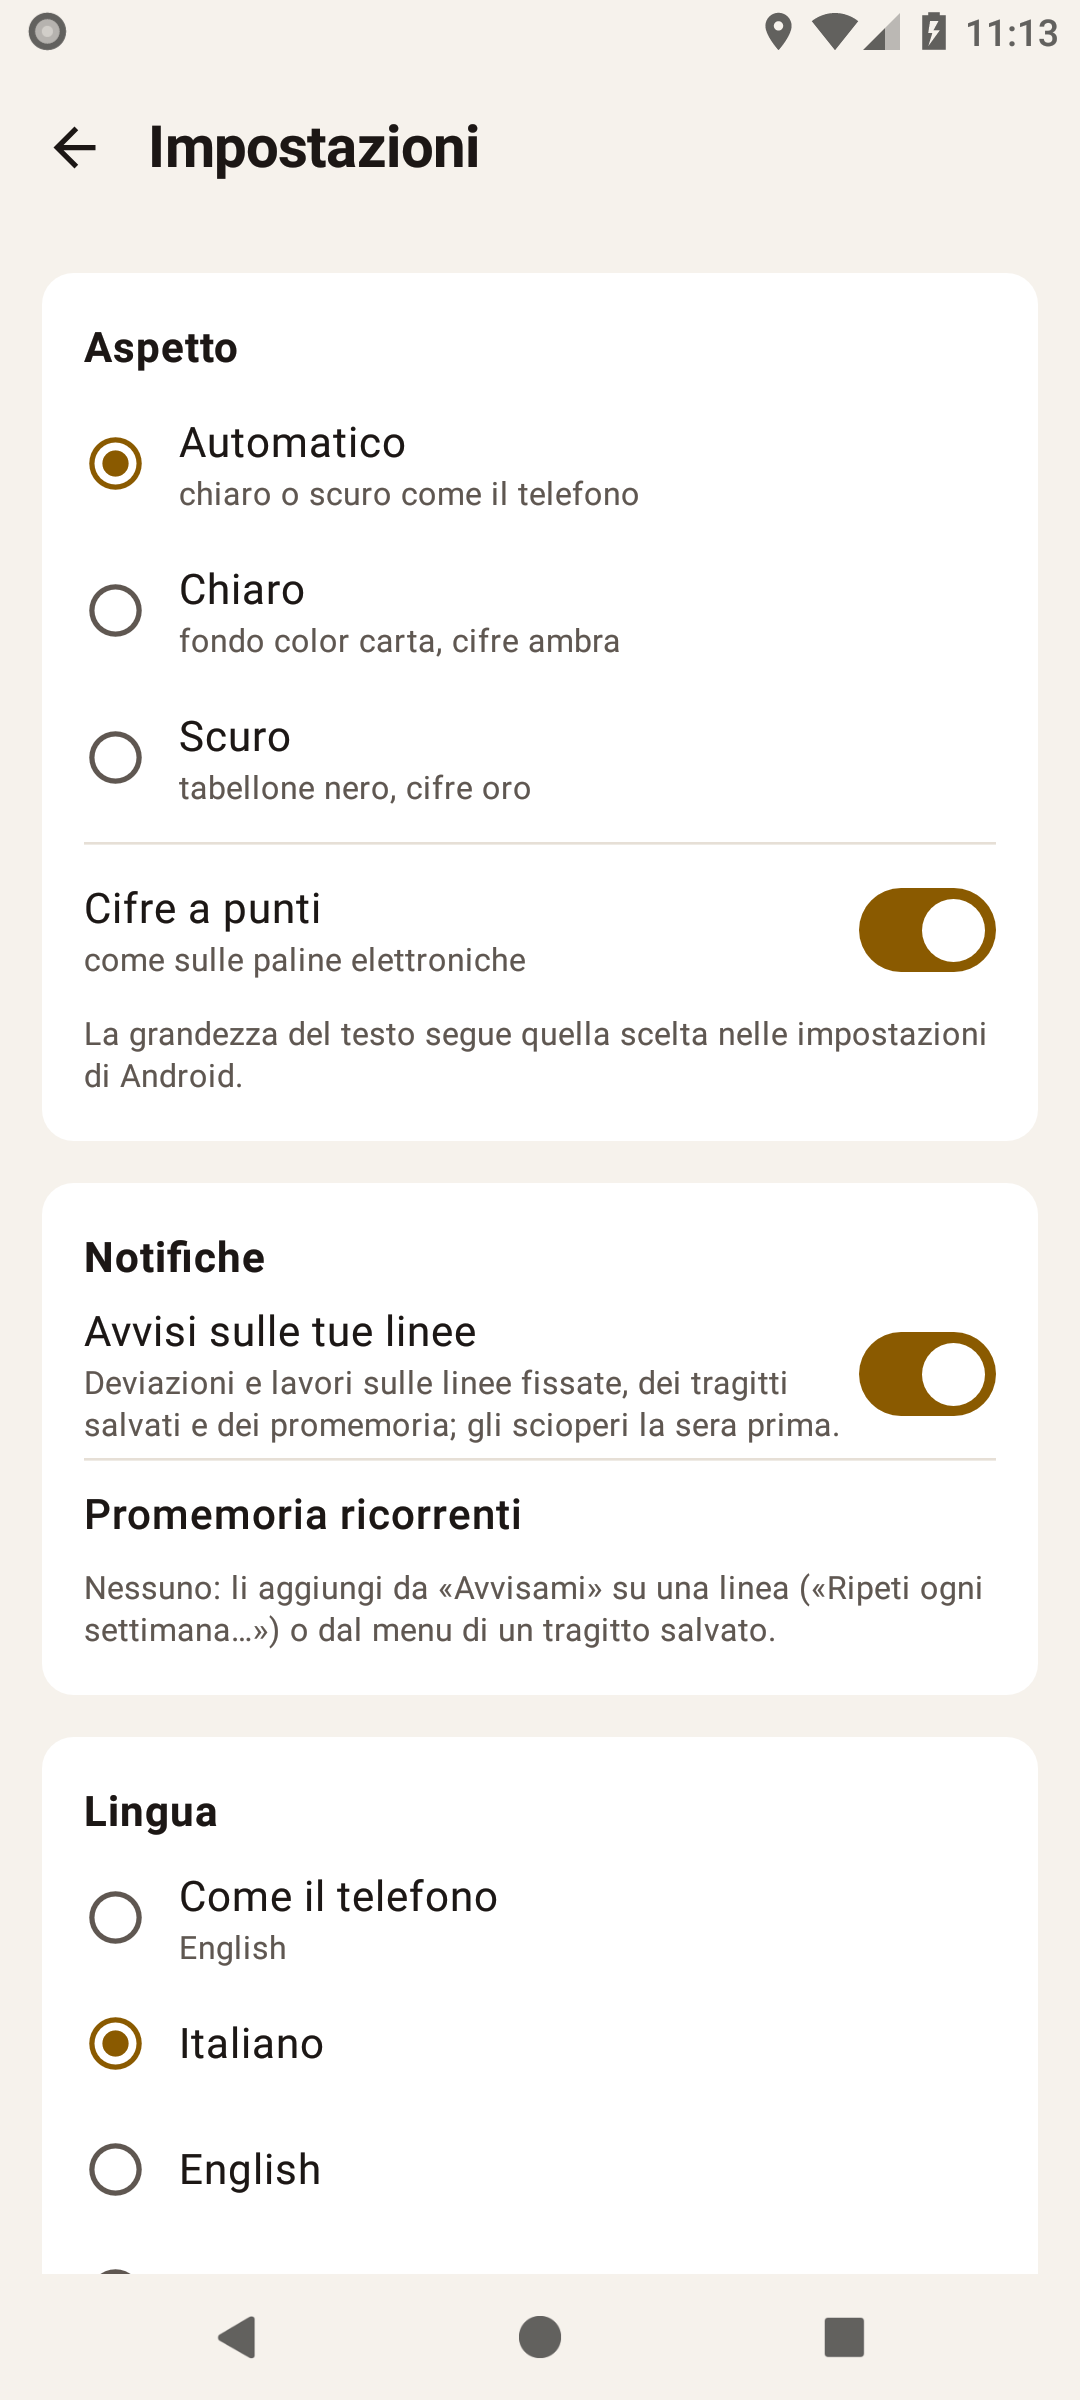 11:13
Impostazioni
Aspetto
Automatico
chiaro o scuro come il telefono
Chiaro
fondo color carta, cifre ambra
Scuro
tabellone nero, cifre oro
Cifre a punti
come sulle paline elettroniche
La grandezza del testo segue quella scelta nelle impostazioni
di Android.
Notifiche
Avvisi sulle tue linee
Deviazioni e lavori sulle linee fissate, dei tragitti
salvati e dei promemoria; gli scioperi la sera prima.
Promemoria ricorrenti
Nessuno: li aggiungi da «Avvisami» su una linea («Ripeti ogni
settimana…») o dal menu di un tragitto salvato.
Lingua
Come il telefono
English
Italiano
English